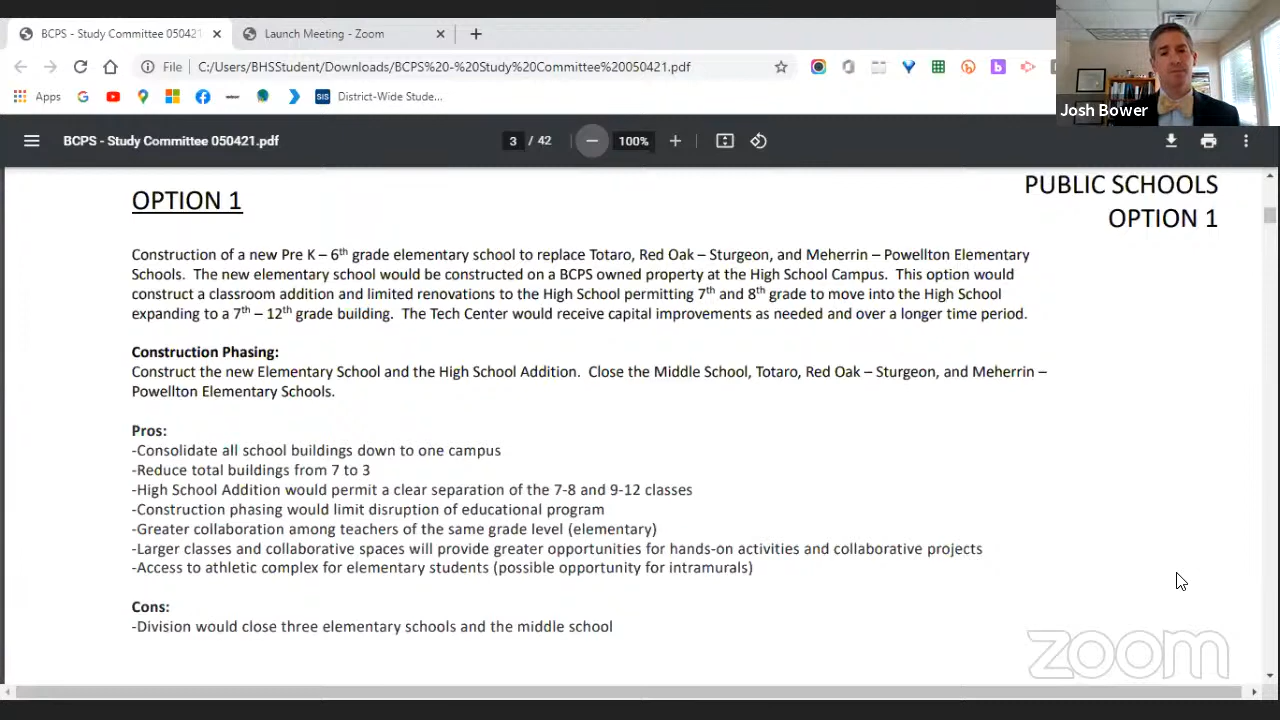 BCPS - Study Committee 050421
Launch Meeting - Zoom
File
C:/Users/BHSStudent/Downloads/BCPS%20-%20Study%20Committee%20050421.pdf
Apps
SIS
District-Wide Stude...
Josh Bower
BCPS - Study Committee 050421.pdf
3 / 42
100%
PUBLIC SCHOOLS
OPTION 1
OPTION 1
Construction of a new Pre K – 6th grade elementary school to replace Totaro, Red Oak – Sturgeon, and Meherrin – Powellton Elementary
Schools. The new elementary school would be constructed on a BCPS owned property at the High School Campus. This option would
construct a classroom addition and limited renovations to the High School permitting 7th and 8th grade to move into the High School
expanding to a 7th – 12th grade building. The Tech Center would receive capital improvements as needed and over a longer time period.
Construction Phasing:
Construct the new Elementary School and the High School Addition. Close the Middle School, Totaro, Red Oak – Sturgeon, and Meherrin –
Powellton Elementary Schools.
Pros:
-Consolidate all school buildings down to one campus
-Reduce total buildings from 7 to 3
-High School Addition would permit a clear separation of the 7-8 and 9-12 classes
-Construction phasing would limit disruption of educational program
-Greater collaboration among teachers of the same grade level (elementary)
-Larger classes and collaborative spaces will provide greater opportunities for hands-on activities and collaborative projects
-Access to athletic complex for elementary students (possible opportunity for intramurals)
Cons:
-Division would close three elementary schools and the middle school
zoom